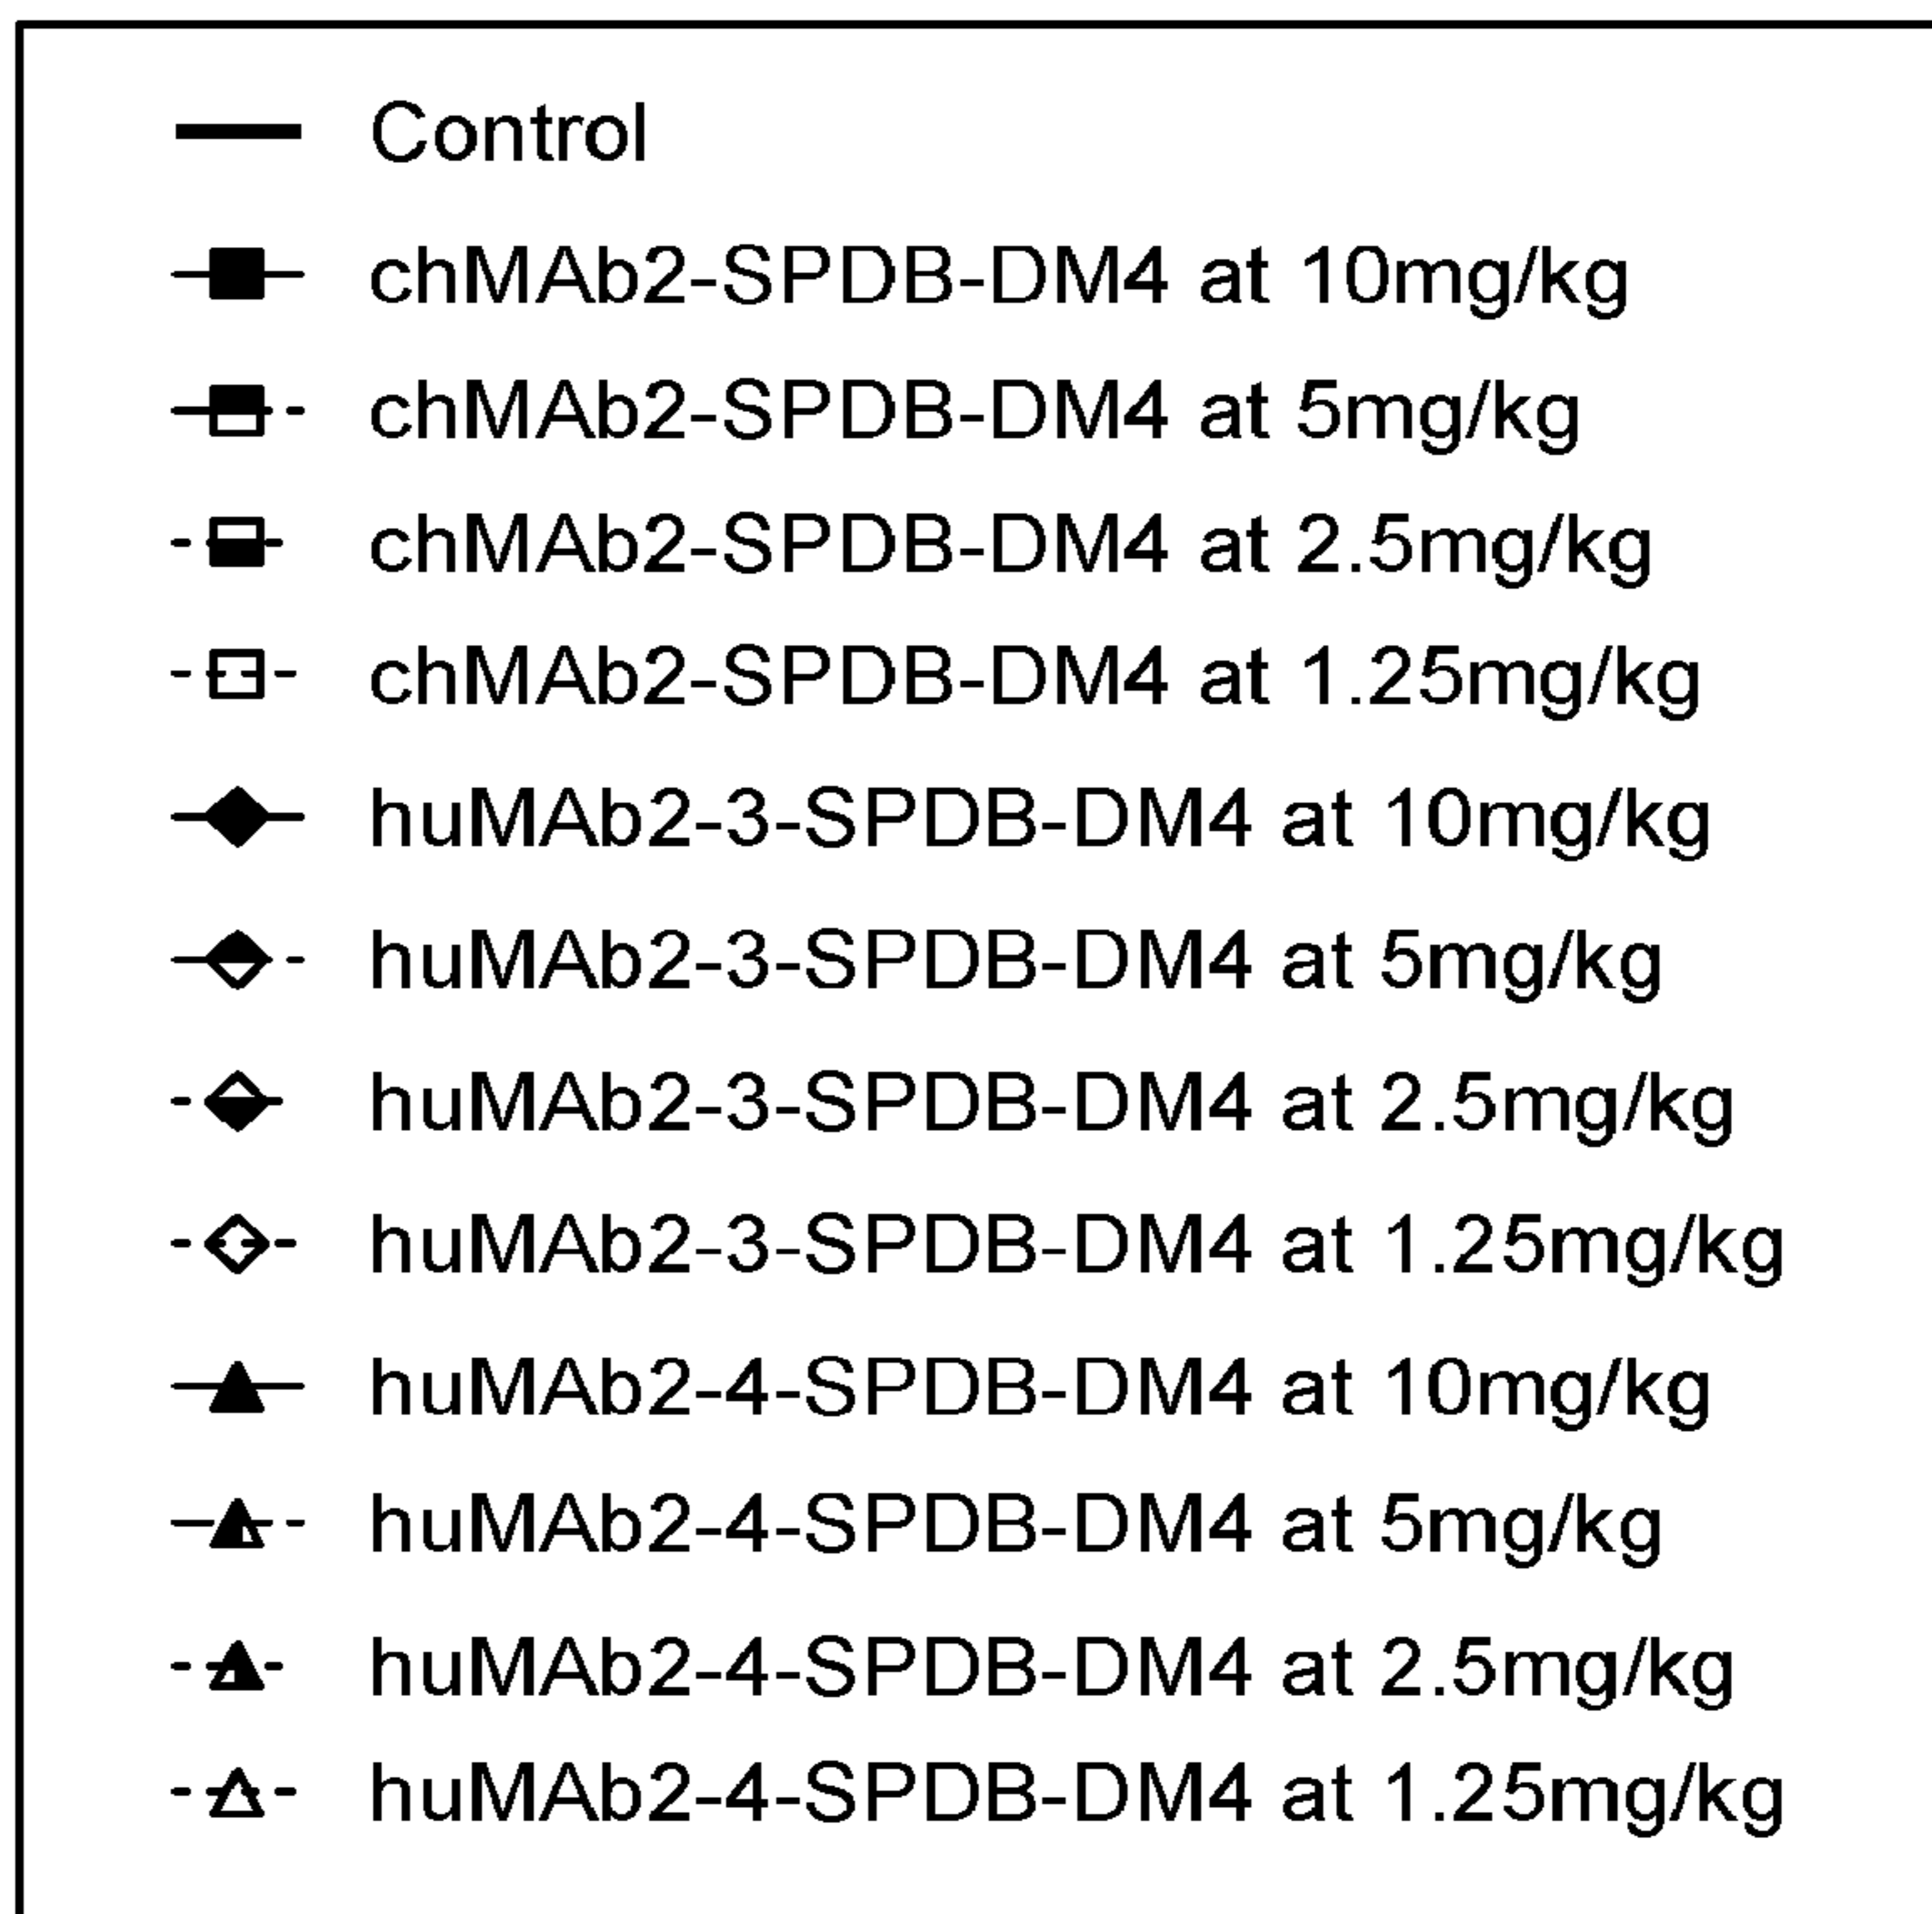 Control
chMAb2-SPDB-DM4 at 10mg/kg
chMAb2-SPDB-DM4 at 5mg/kg
chMAb2-SPDB-DM4 at 2.5mg/kg
chMAb2-SPDB-DM4 at 1.25mg/kg
huMAb2-3-SPDB-DM4 at 10mg/kg
huMAb2-3-SPDB-DM4 at 5mg/kg
huMAb2-3-SPDB-DM4 at 2.5mg/kg
huMAb2-3-SPDB-DM4 at 1.25mg/kg
huMAb2-4-SPDB-DM4 at 10mg/kg
huMAb2-4-SPDB-DM4 at 5mg/kg
huMAb2-4-SPDB-DM4 at 2.5mg/kg
huMAb2-4-SPDB-DM4 at 1.25mg/kg